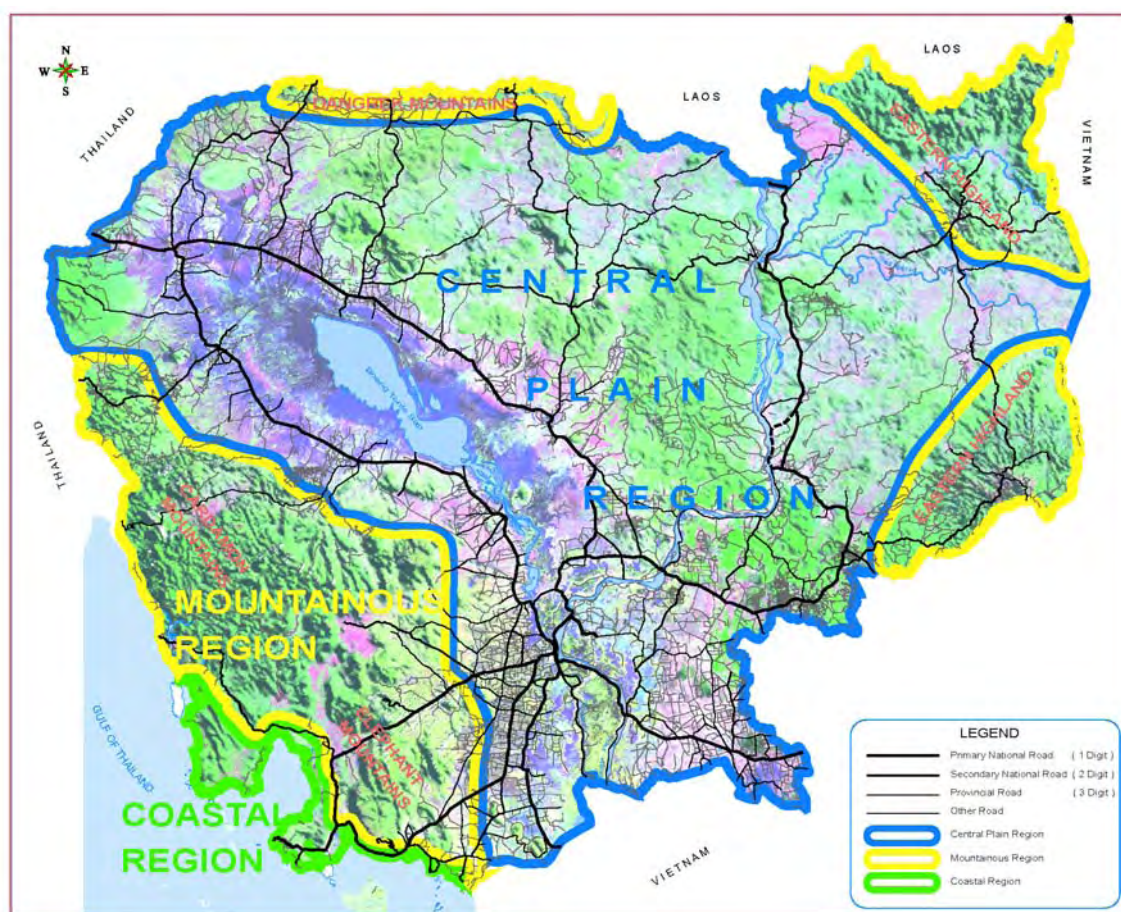 N
W E
S
LAOS
LAOS
THAILAND
VIETNAM
DANGREK MOUNTAINS
EASTERN HIGHLAND
CENTRAL
PLAIN
REGION
EASTERN HIGHLAND
THAILAND
MOUNTAINS
MOUNTAINOUS
REGION
MOUNTAINS
GULF OF THAILAND
COASTAL
REGION
VIETNAM
LEGEND
Primary National Road ( 1 Digit )
Secondary National Road ( 2 Digit )
Provincial Road ( 3 Digit )
Other Road
Central Plain Region
Mountainous Region
Coastal Region